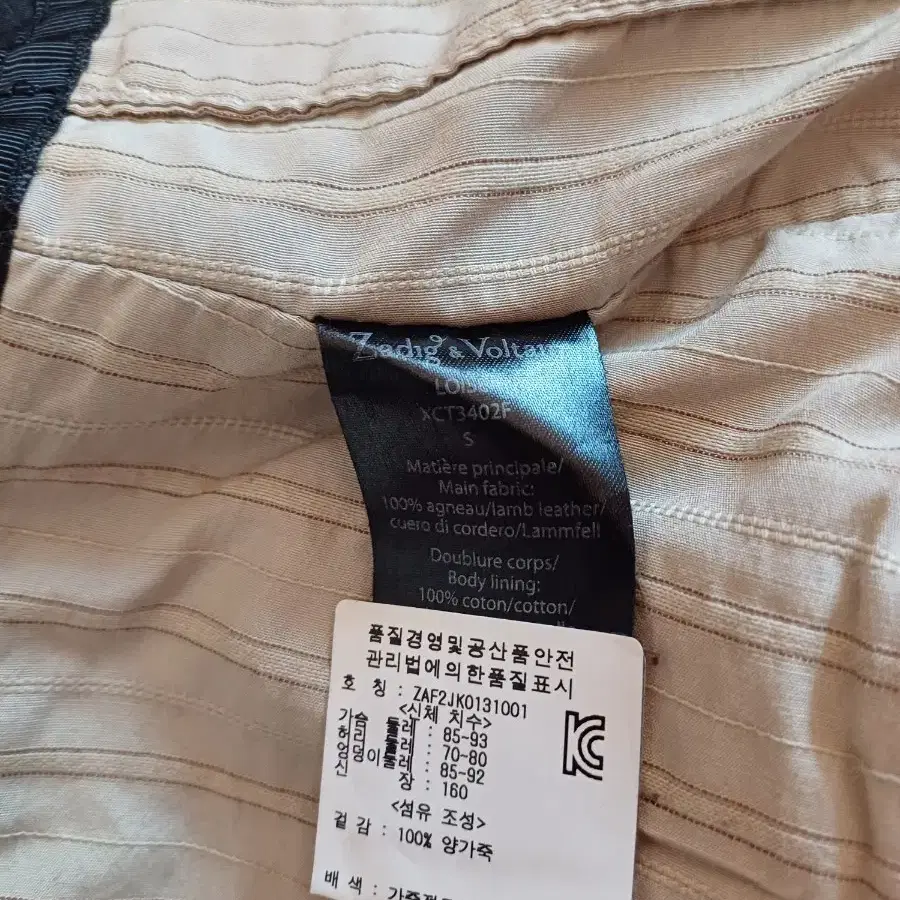 Zadig & Voltaire
XCT3402F
S
Matière principale/
Main fabric:
100% agneau/lamb leather/
cuero di cordero/Lammfell
Doublure corps/
Body lining:
100% coton/cotton/
품질경영및공산품안전
관리법에의한품질표시
호 칭 : ZAF2JK0131001
<신체 치수>
가슴 둘레 : 85-93
허리 둘레 : 70-80
엉덩이둘레 : 85-92
신 장 : 160
<섬유 조성>
겉 감 : 100% 양가죽
배 색 :